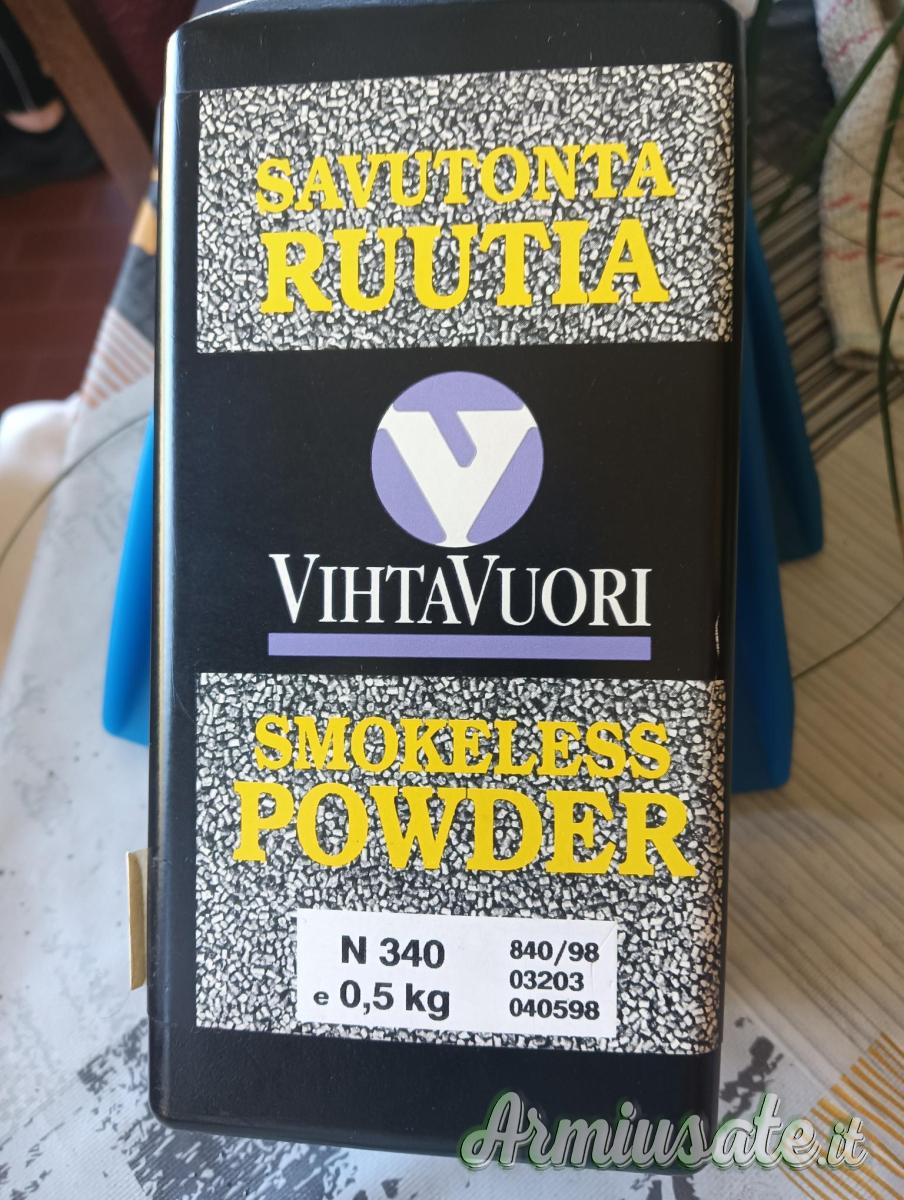 SAVUTONTA
RUUTIA
V
VIHTAVUORI
SMOKELESS
POWDER
N 340
e 0,5 kg
840/98
03203
040598
Armiusate.it